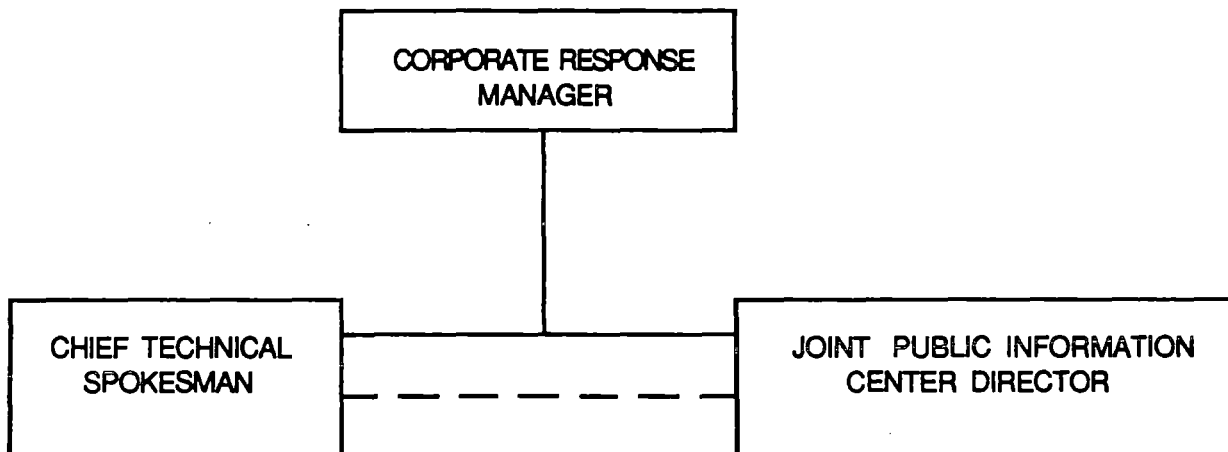 CORPORATE RESPONSE
MANAGER
CHIEF TECHNICAL
SPOKESMAN
JOINT PUBLIC INFORMATION
CENTER DIRECTOR